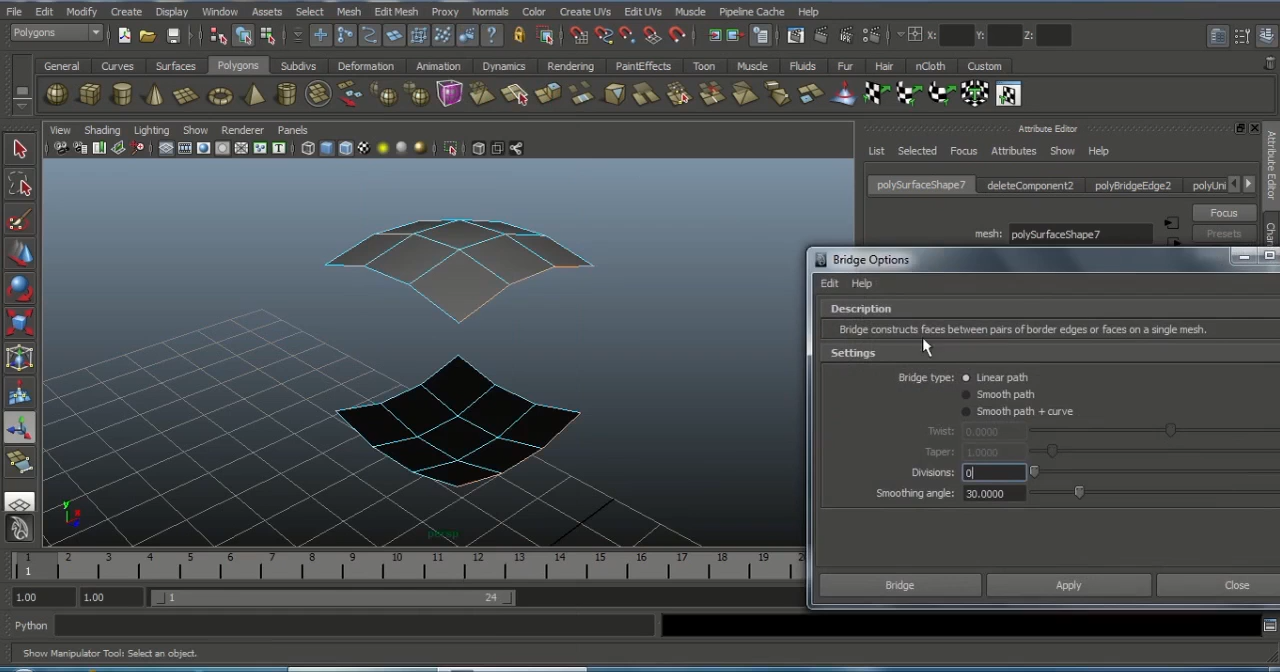 File Edit Modify Create Display Window Assets Select Mesh Edit Mesh Proxy Normals Color Create UVs Edit UVs Muscle Pipeline Cache Help
Polygons X: Y: Z:
General Curves Surfaces Polygons Subdivs Deformation Animation Dynamics Rendering PaintEffects Toon Muscle Fluids Fur Hair nCloth Custom
View Shading Lighting Show Renderer Panels
Attribute Editor
List Selected Focus Attributes Show Help
polySurfaceShape7 deleteComponent2 polyBridgeEdge2 polyUni
Focus
mesh: polySurfaceShape7 Presets
Attribute Editor
Bridge Options
Edit Help
Description
Bridge constructs faces between pairs of border edges or faces on a single mesh.
Settings
Bridge type: Linear path
Smooth path
Smooth path + curve
Twist: 0.0000
Taper: 1.0000
Divisions: 0
Smoothing angle: 30.0000
Bridge Apply Close
y
x
z
persp
1 2 3 4 5 6 7 8 9 10 11 12 13 14 15 16 17 18 19
1
1.00 1.00 1 24
Python
Show Manipulator Tool: Select an object.